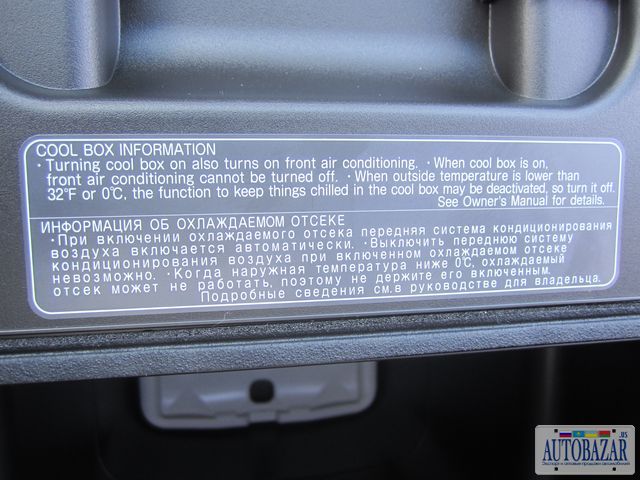 COOL BOX INFORMATION
·Turning cool box on also turns on front air conditioning. ·When cool box is on,
front air conditioning cannot be turned off. ·When outside temperature is lower than
32°F or 0℃, the function to keep things chilled in the cool box may be deactivated, so turn it off.
See Owner's Manual for details.
ИНФОРМАЦИЯ ОБ ОХЛАЖДАЕМОМ ОТСЕКЕ
·При включении охлаждаемого отсека передняя система кондиционирования
воздуха включается автоматически. ·Выключить переднюю систему
кондиционирования воздуха при включенном охлаждаемом отсеке
невозможно. ·Когда наружная температура ниже 0℃, охлаждаемый
отсек может не работать, поэтому не держите его включенным.
Подробные сведения см.в руководстве для владельца.
AUTOBAZAR.us
Экспорт и оптовые продажи автомобилей